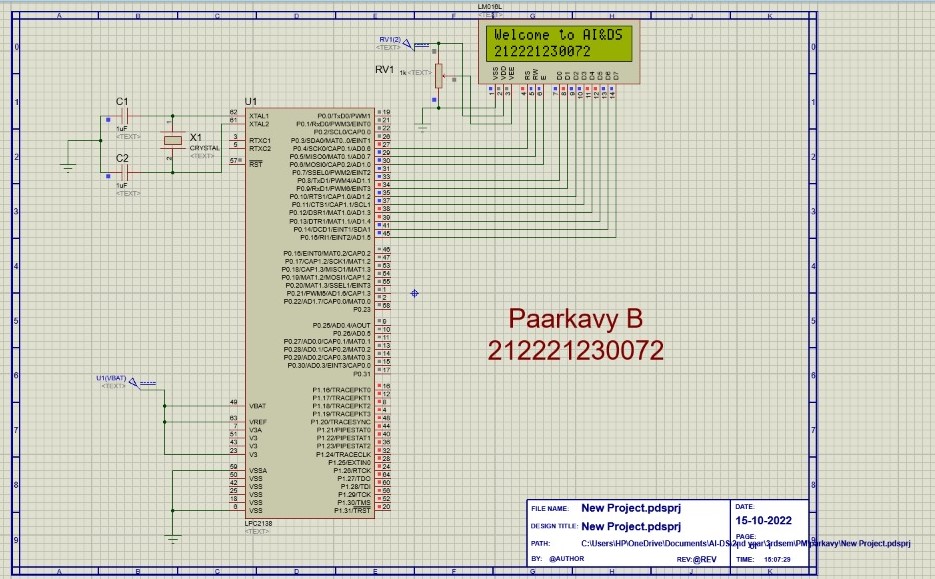 LM016L
<TEXT>
Welcome to AI&DS
212221230072
VSS VDD VEE RS RW E D0 D1 D2 D3 D4 D5 D6 D7
1 2 3 4 5 6 7 8 9 10 11 12 13 14
RV1(2)
<TEXT>
RV1
1k <TEXT>
C1
1uF
<TEXT>
C2
1uF
<TEXT>
X1
CRYSTAL
<TEXT>
U1
62 XTAL1
61 XTAL2
3 RTXC1
5 RTXC2
57 RST
P0.0/TxD0/PWM1 19
P0.1/RxD0/PWM3/EINT0 21
P0.2/SCL0/CAP0.0 22
P0.3/SDA0/MAT0.0/EINT1 26
P0.4/SCK0/CAP0.1/AD0.6 27
P0.5/MISO0/MAT0.1/AD0.7 29
P0.6/MOSI0/CAP0.2/AD1.0 30
P0.7/SSEL0/PWM2/EINT2 31
P0.8/TxD1/PWM4/AD1.1 33
P0.9/RxD1/PWM6/EINT3 34
P0.10/RTS1/CAP1.0/AD1.2 35
P0.11/CTS1/CAP1.1/SCL1 37
P0.12/DSR1/MAT1.0/AD1.3 38
P0.13/DTR1/MAT1.1/AD1.4 39
P0.14/DCD1/EINT1/SDA1 41
P0.15/RI1/EINT2/AD1.5 45
P0.16/EINT0/MAT0.2/CAP0.2 46
P0.17/CAP1.2/SCK1/MAT1.2 47
P0.18/CAP1.3/MISO1/MAT1.3 53
P0.19/MAT1.2/MOSI1/CAP1.2 54
P0.20/MAT1.3/SSEL1/EINT3 55
P0.21/PWM5/AD1.6/CAP1.3 1
P0.22/AD1.7/CAP0.0/MAT0.0 2
P0.23 58
P0.25/AD0.4/AOUT 9
P0.26/AD0.5 10
P0.27/AD0.0/CAP0.1/MAT0.1 11
P0.28/AD0.1/CAP0.2/MAT0.2 13
P0.29/AD0.2/CAP0.3/MAT0.3 14
P0.30/AD0.3/EINT3/CAP0.0 15
P0.31 17
P1.16/TRACEPKT0 16
P1.17/TRACEPKT1 12
P1.18/TRACEPKT2 8
P1.19/TRACEPKT3 4
P1.20/TRACESYNC 48
P1.21/PIPESTAT0 44
P1.22/PIPESTAT1 40
P1.23/PIPESTAT2 36
P1.24/TRACECLK 32
P1.25/EXTIN0 28
P1.26/RTCK 24
P1.27/TDO 64
P1.28/TDI 60
P1.29/TCK 56
P1.30/TMS 52
P1.31/TRST 20
U1(VBAT)
<TEXT>
49 VBAT
63 VREF
7 V3A
51 V3
43 V3
23 V3
59 VSSA
50 VSS
42 VSS
25 VSS
18 VSS
6 VSS
LPC2138
<TEXT>
Paarkavy B
212221230072
FILE NAME: New Project.pdsprj
DESIGN TITLE: New Project.pdsprj
PATH: C:\Users\HP\OneDrive\Documents\AI-DS\2nd year\3rdsem\PM\parkavy\New Project.pdsprj
BY: @AUTHOR REV:@REV
DATE:
15-10-2022
PAGE:
TIME: 15:07:29
A B C D E F G H J K
0 1 2 3 4 5 6 7 8 9